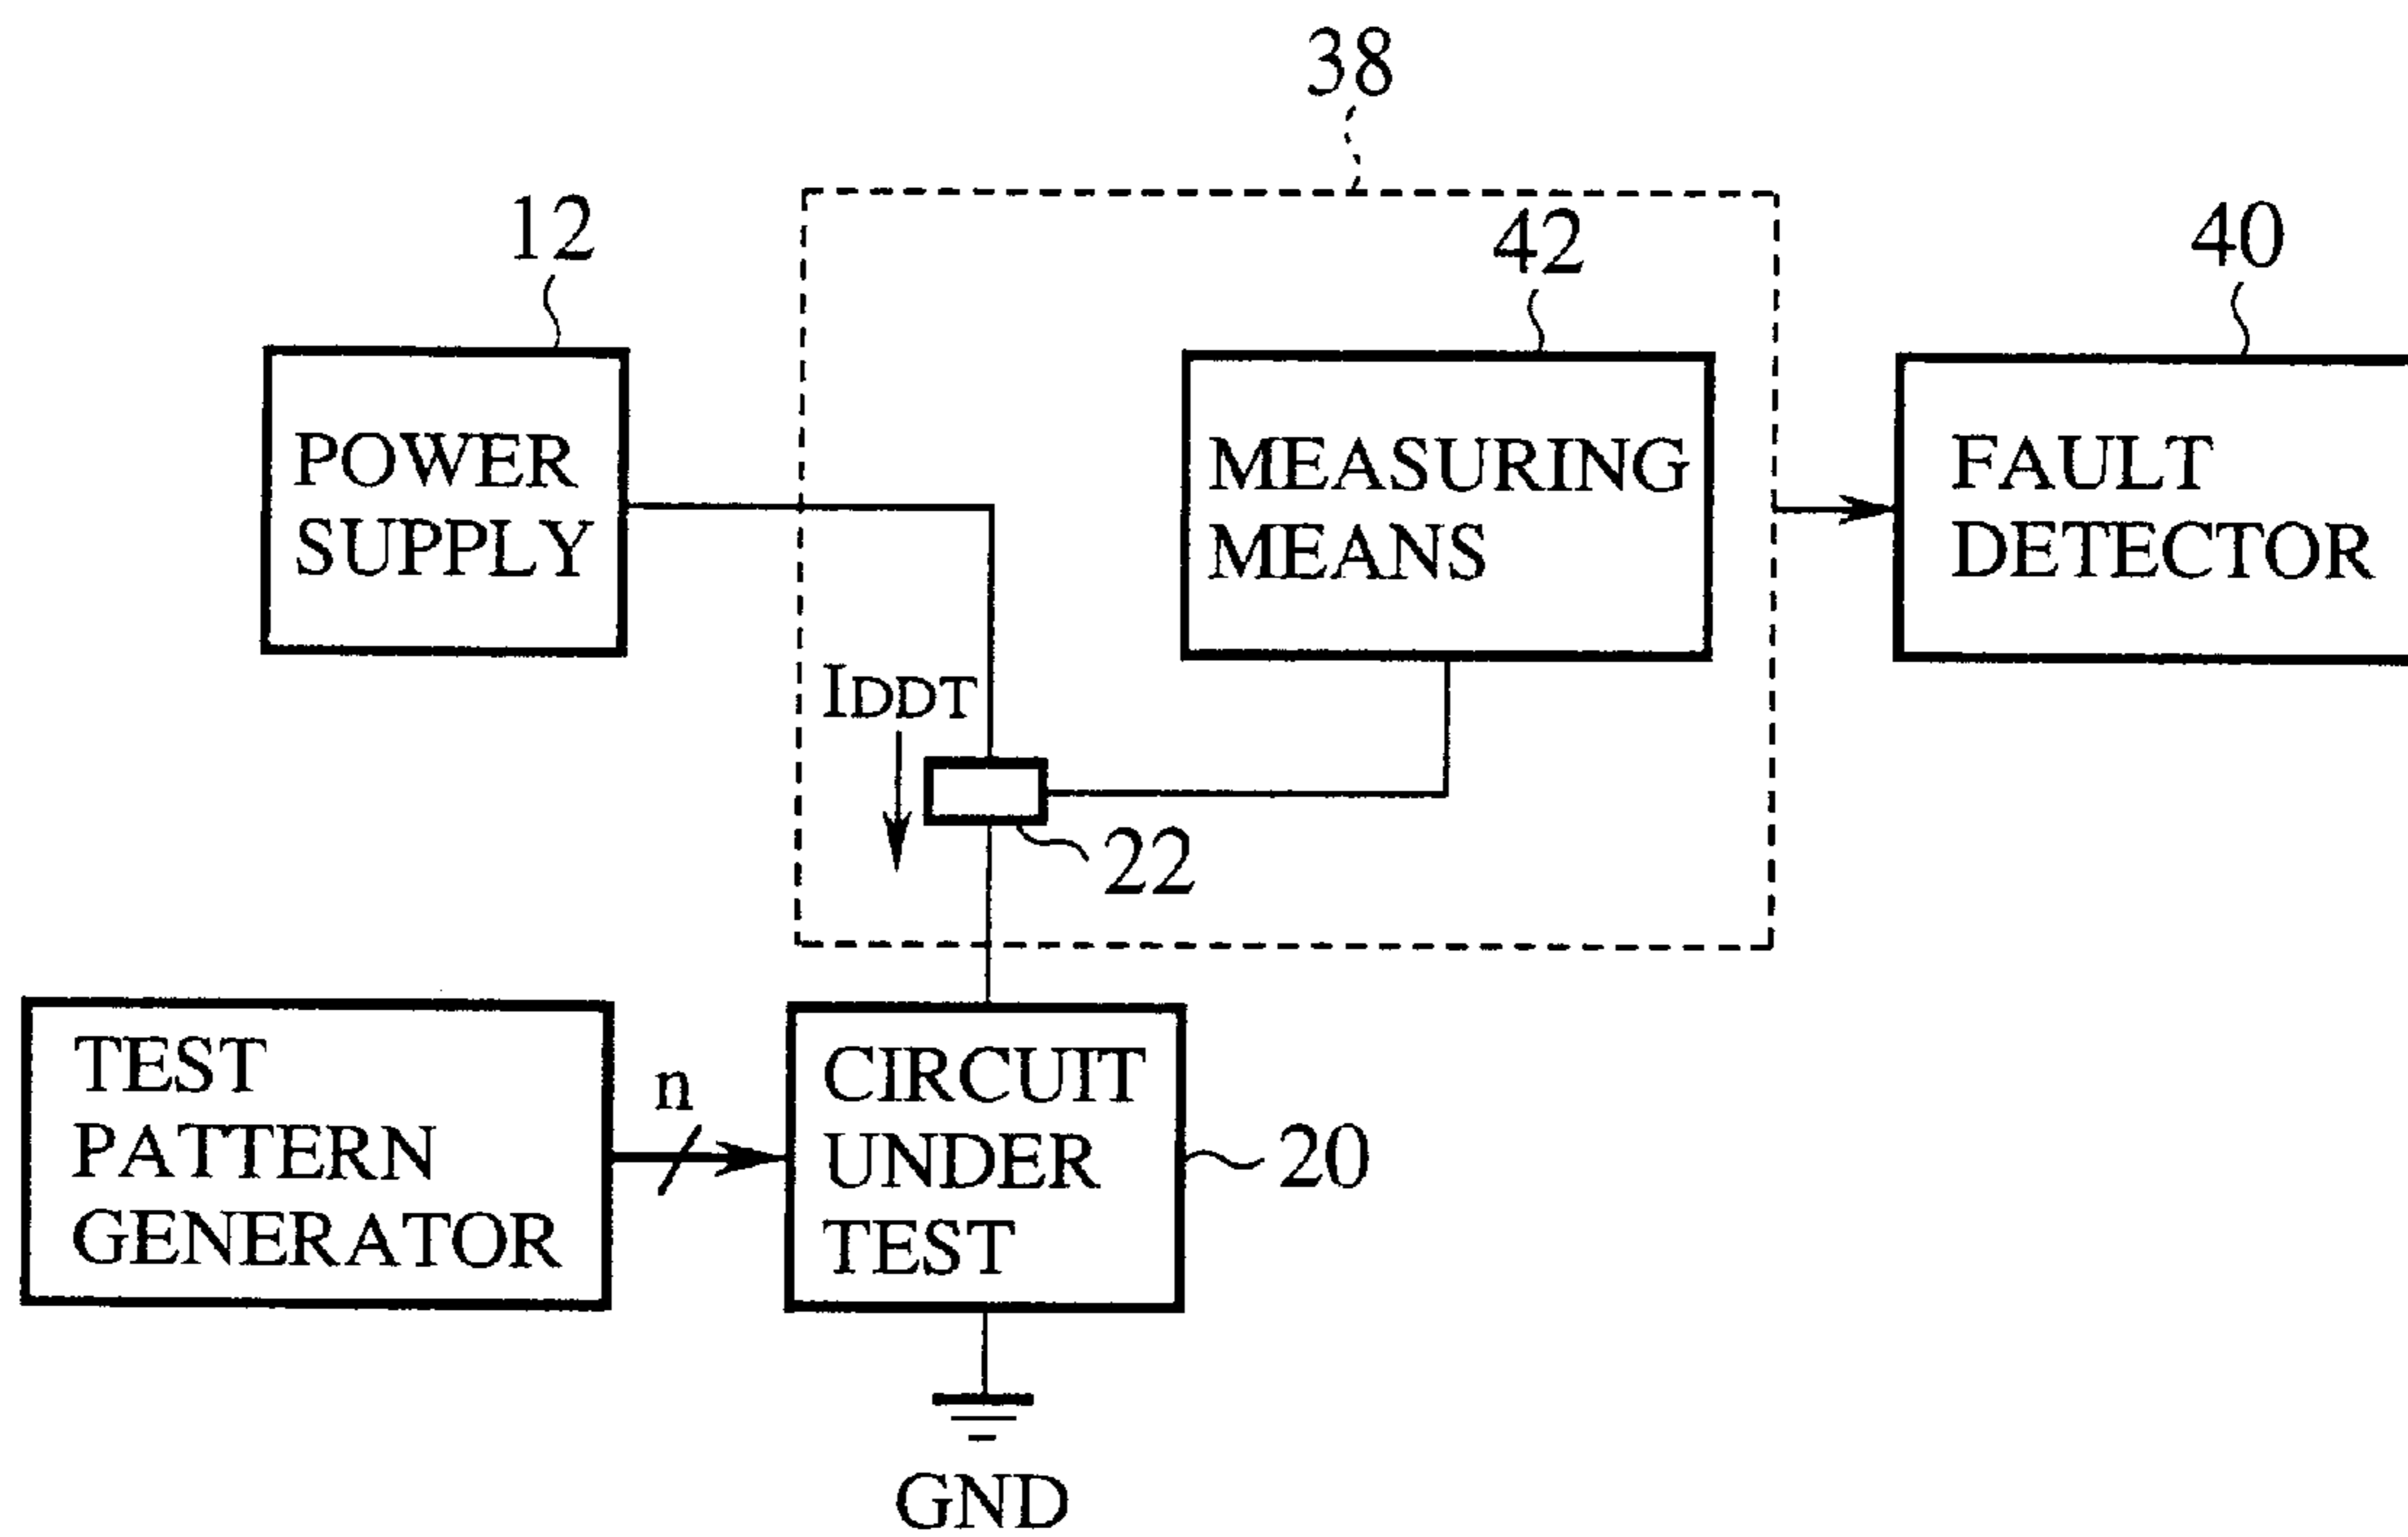 38
12
42
40
POWER
SUPPLY
MEASURING
MEANS
FAULT
DETECTOR
IDDT
22
TEST
PATTERN
GENERATOR
n
CIRCUIT
UNDER
TEST
20
GND